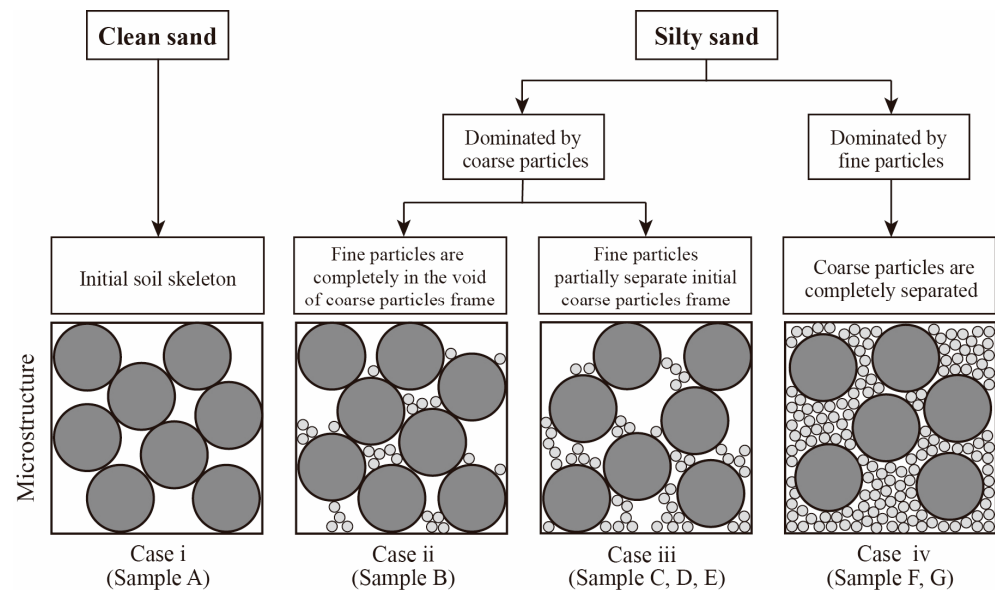 Clean sand
Silty sand
Dominated by
coarse particles
Dominated by
fine particles
Initial soil skeleton
Fine particles are
completely in the void
of coarse particles frame
Fine particles
partially separate initial
coarse particles frame
Coarse particles are
completely separated
Microstructure
Case i
(Sample A)
Case ii
(Sample B)
Case iii
(Sample C, D, E)
Case iv
(Sample F, G)